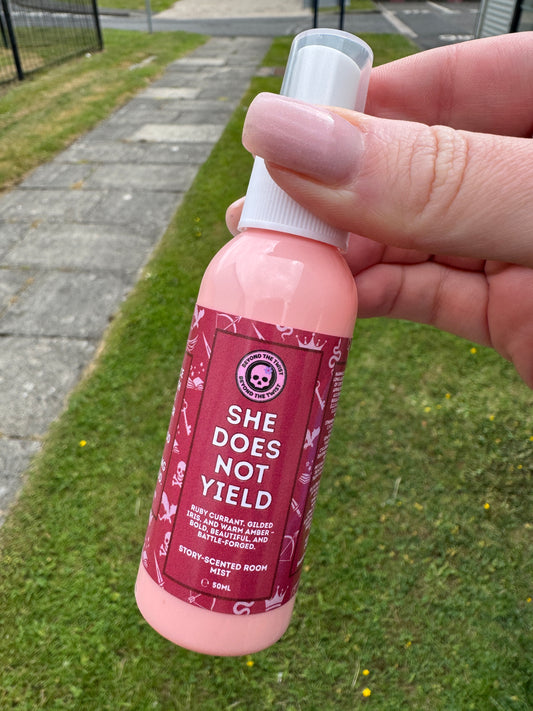 BEYOND THE TWIST
BEYOND THE TWIST
SHE
DOES
NOT
YIELD
RUBY CURRANT, GILDED
IRIS, AND WARM AMBER -
BOLD, BEAUTIFUL, AND
BATTLE-FORGED.
STORY-SCENTED ROOM
MIST
℮ 50ML